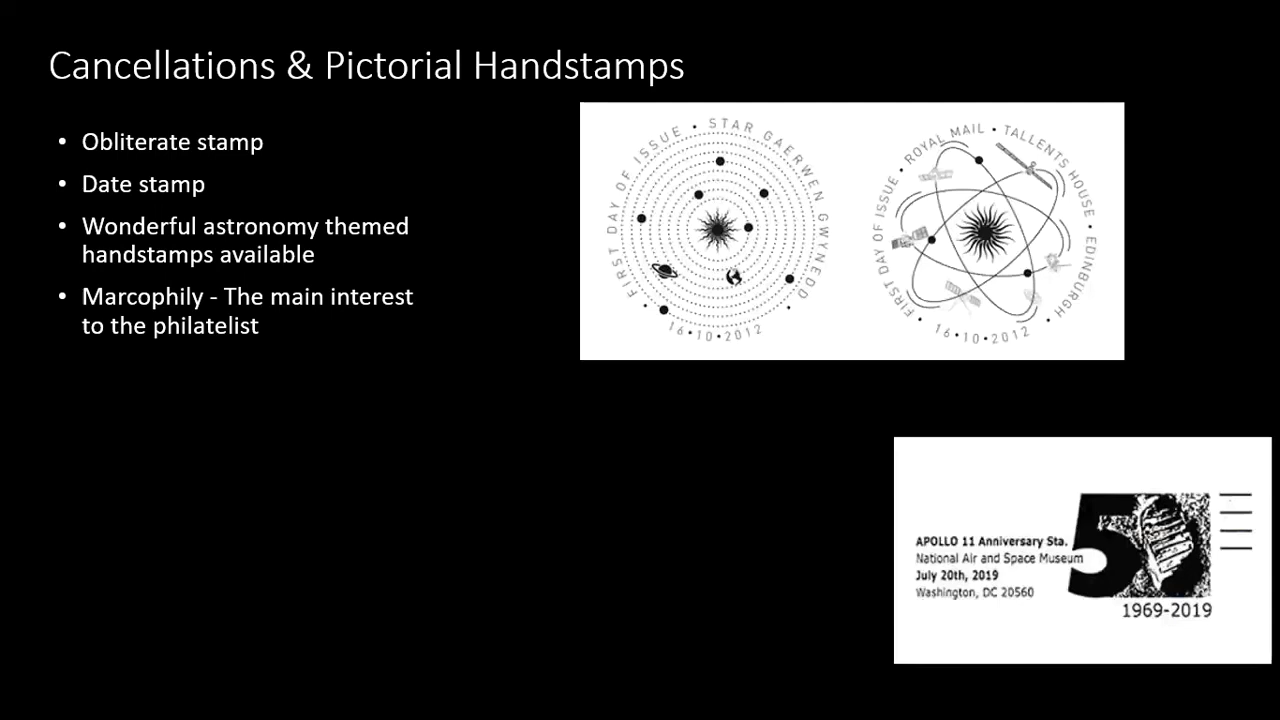 Cancellations & Pictorial Handstamps
• Obliterate stamp
• Date stamp
• Wonderful astronomy themed
handstamps available
• Marcophily - The main interest
to the philatelist
FIRST DAY OF ISSUE • STAR GAERWEN GWYNEDD
• 16•10•2012 •
FIRST DAY OF ISSUE • ROYAL MAIL • TALLENTS HOUSE • EDINBURGH
• 16•10•2012 •
APOLLO 11 Anniversary Sta.
National Air and Space Museum
July 20th, 2019
Washington, DC 20560
50
1969-2019